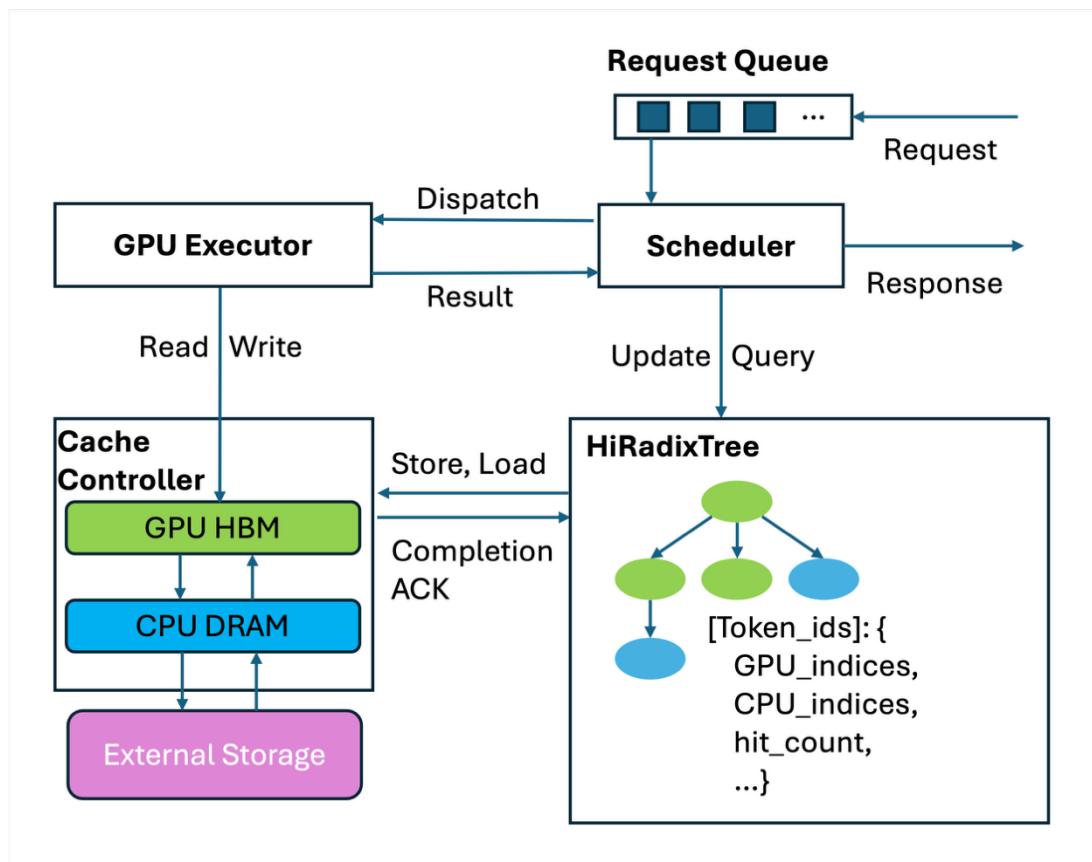 Request Queue
...
Request
Dispatch
GPU Executor
Scheduler
Result
Response
Read Write
Update Query
Cache
Controller
GPU HBM
CPU DRAM
External Storage
Store, Load
Completion
ACK
HiRadixTree
[Token_ids]: {
GPU_indices,
CPU_indices,
hit_count,
...}